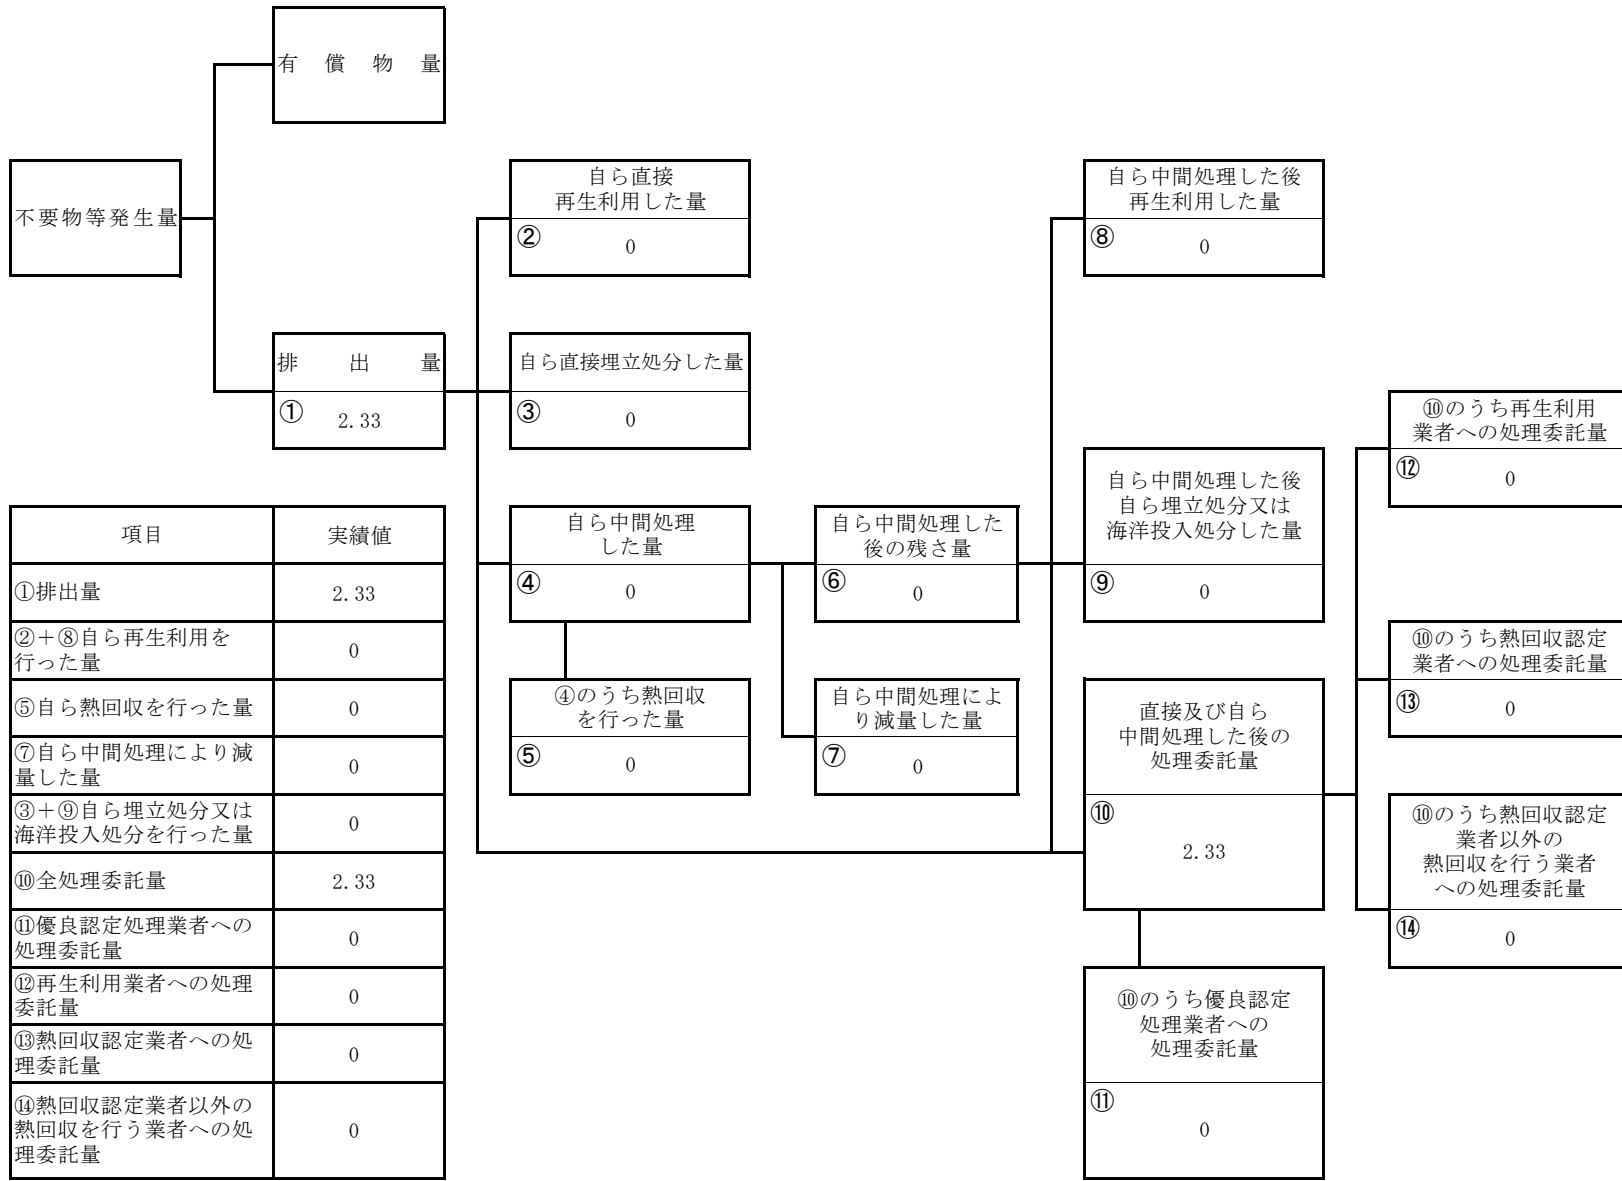 有償物量
不要物等発生量
排出量
① 2.33
自ら直接
再生利用した量
② 0
自ら直接埋立処分した量
③ 0
自ら中間処理
した量
④ 0
④のうち熱回収
を行った量
⑤ 0
自ら中間処理した
後の残さ量
⑥ 0
自ら中間処理によ
り減量した量
⑦ 0
自ら中間処理した後
再生利用した量
⑧ 0
自ら中間処理した後
自ら埋立処分又は
海洋投入処分した量
⑨ 0
直接及び自ら
中間処理した後の
処理委託量
⑩
2.33
⑩のうち優良認定
処理業者への
処理委託量
⑪
0
⑩のうち再生利用
業者への処理委託量
⑫ 0
⑩のうち熱回収認定
業者への処理委託量
⑬ 0
⑩のうち熱回収認定
業者以外の
熱回収を行う業者
への処理委託量
⑭ 0
項目 実績値
①排出量 2.33
②＋⑧自ら再生利用を
行った量 0
⑤自ら熱回収を行った量 0
⑦自ら中間処理により減
量した量 0
③＋⑨自ら埋立処分又は
海洋投入処分を行った量 0
⑩全処理委託量 2.33
⑪優良認定処理業者への
処理委託量 0
⑫再生利用業者への処理
委託量 0
⑬熱回収認定業者への処
理委託量 0
⑭熱回収認定業者以外の
熱回収を行う業者への処
理委託量 0